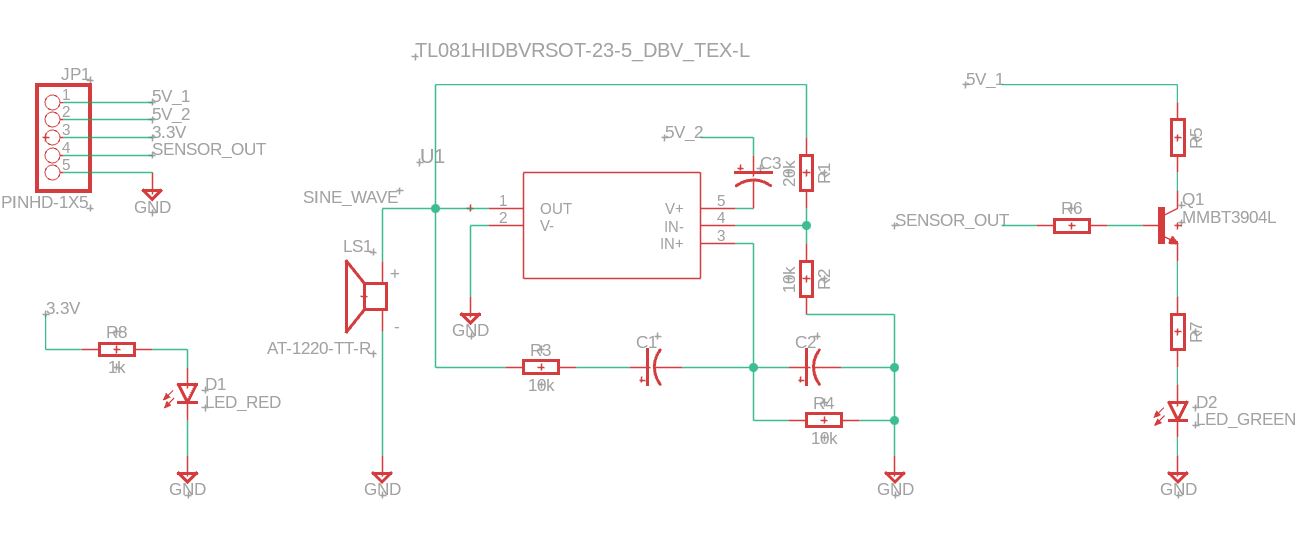 TL081HIDBVRSOT-23-5_DBV_TEX-L
JP1
1
2
3
4
5
5V_1
5V_2
3.3V
SENSOR_OUT
PINHD-1X5
GND
U1
SINE_WAVE
1
2
OUT
V-
V+
IN-
IN+
5
4
3
5V_2
C3
20k
R1
10k
R2
LS1
+
-
AT-1220-TT-R
GND
3.3V
R8
1k
D1
LED_RED
GND
GND
R3
10k
C1
C2
R4
10k
GND
5V_1
R5
SENSOR_OUT
R6
Q1
MMBT3904L
R7
D2
LED_GREEN
GND